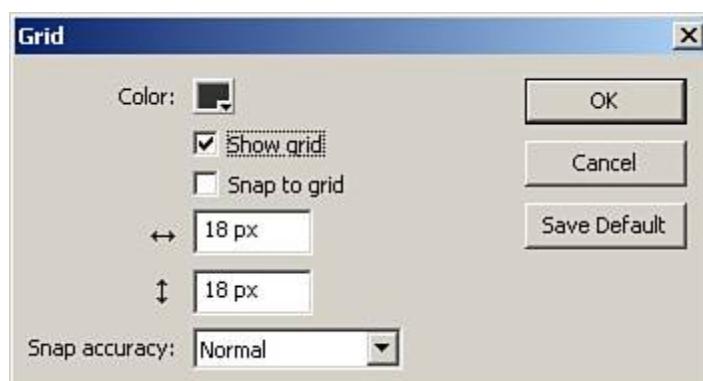 Grid
Color:
OK
Show grid
Cancel
Snap to grid
18 px
Save Default
18 px
Snap accuracy: Normal